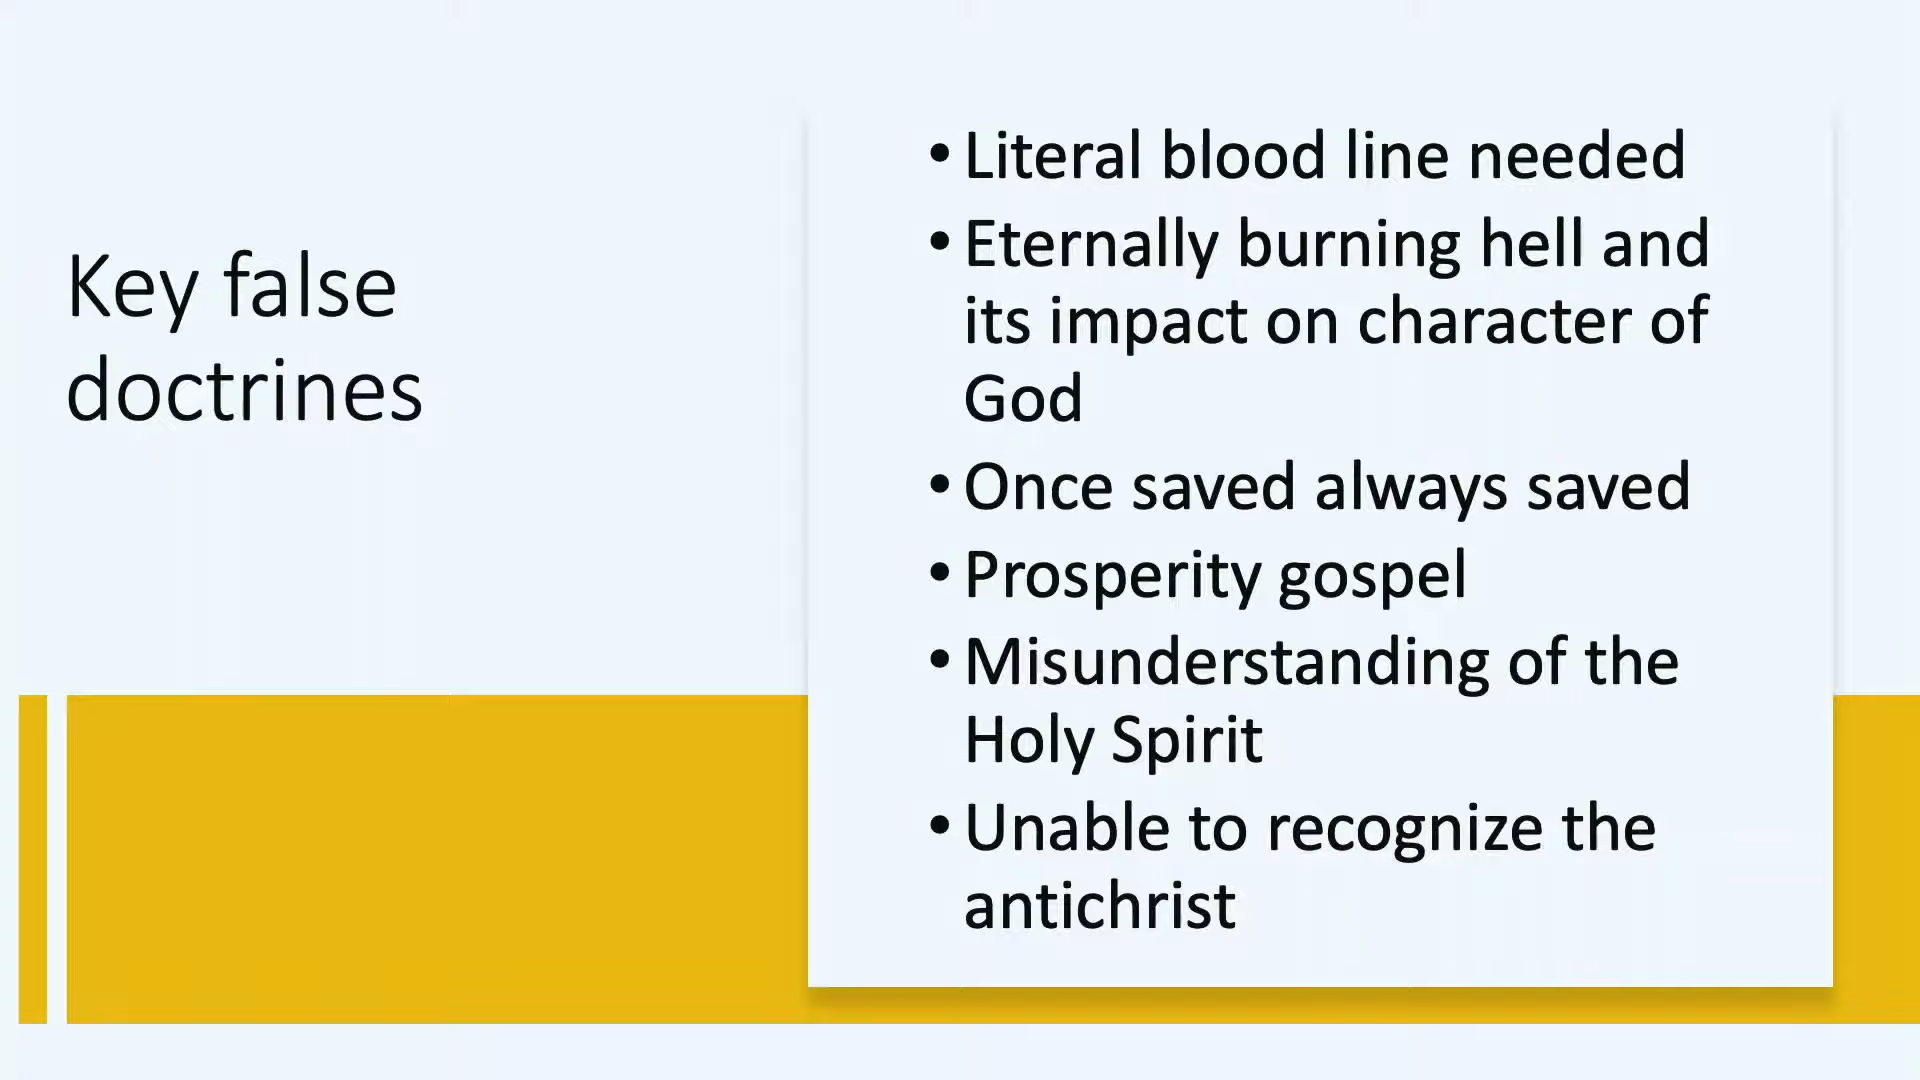 Key false
doctrines
• Literal blood line needed
• Eternally burning hell and
its impact on character of
God
• Once saved always saved
• Prosperity gospel
• Misunderstanding of the
Holy Spirit
• Unable to recognize the
antichrist